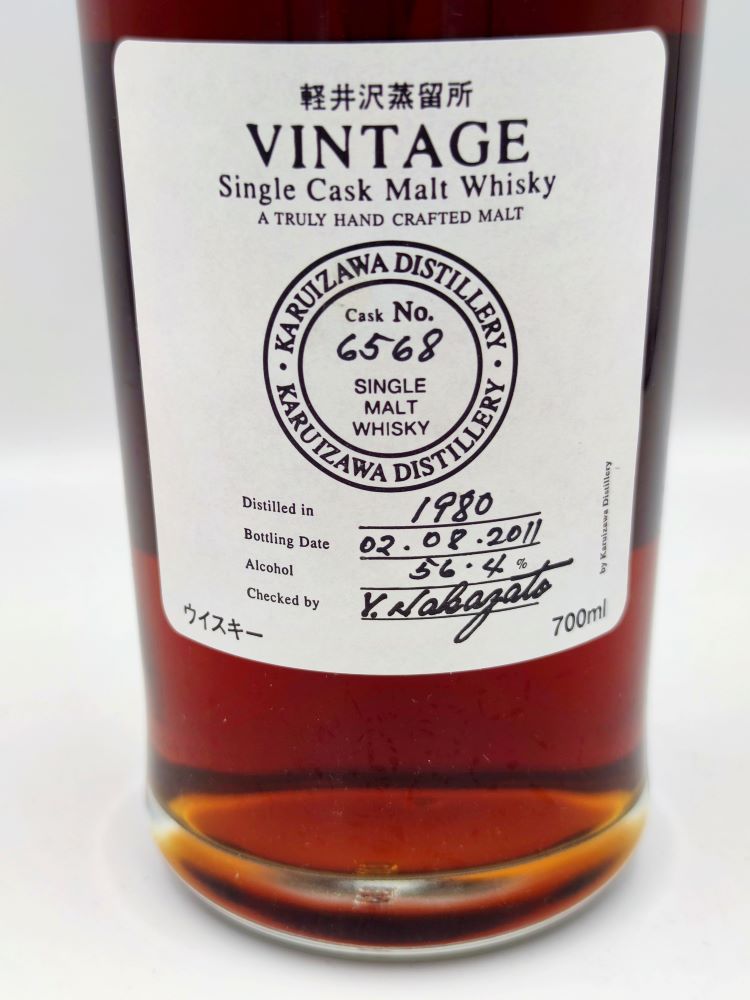 軽井沢蒸留所
VINTAGE
Single Cask Malt Whisky
A TRULY HAND CRAFTED MALT
KARUIZAWA DISTILLERY · KARUIZAWA DISTILLERY ·
Cask No.
6568
SINGLE
MALT
WHISKY
Distilled in 1980
Bottling Date 02.08.2011
Alcohol 56.4 %
Checked by Y. Nakazato
ウイスキー
700ml
by Karuizawa Distillery